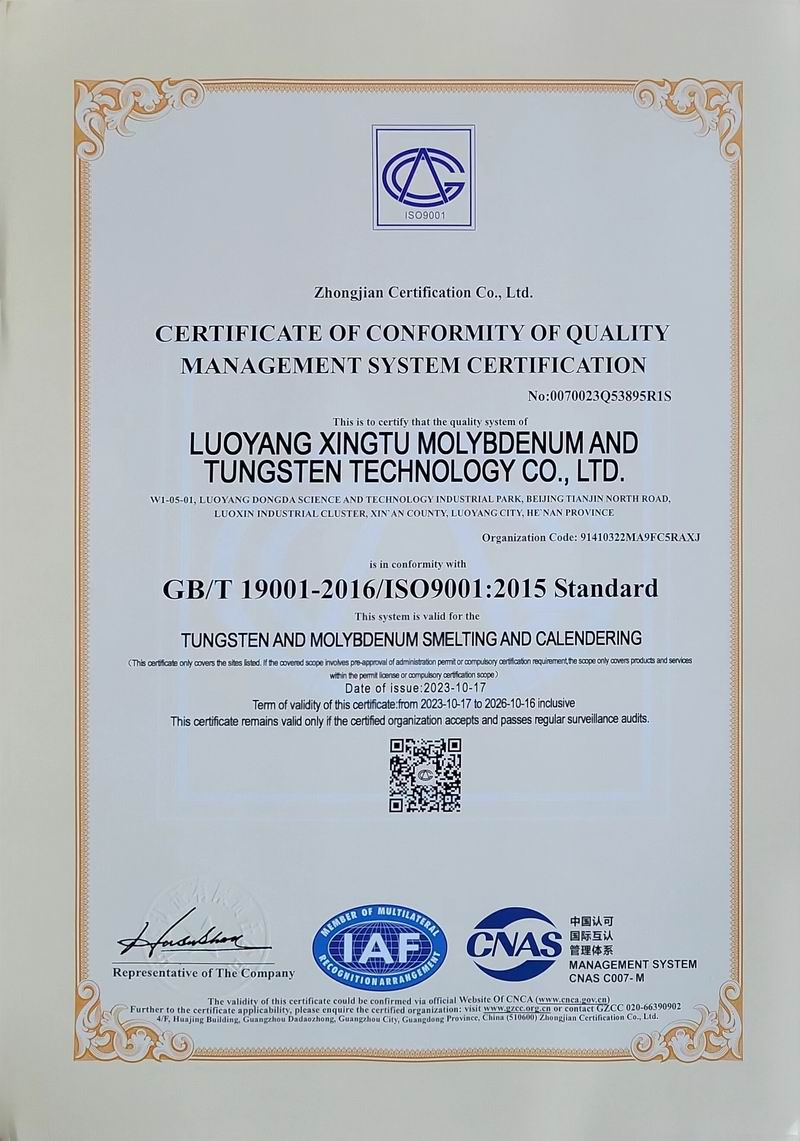 CAG
ISO9001
Zhongjian Certification Co., Ltd.
CERTIFICATE OF CONFORMITY OF QUALITY
MANAGEMENT SYSTEM CERTIFICATION
No:0070023Q53895R1S
This is to certify that the quality system of
LUOYANG XINGTU MOLYBDENUM AND
TUNGSTEN TECHNOLOGY CO., LTD.
W1-05-01, LUOYANG DONGDA SCIENCE AND TECHNOLOGY INDUSTRIAL PARK, BEIJING TIANJIN NORTH ROAD,
LUOXIN INDUSTRIAL CLUSTER, XIN`AN COUNTY, LUOYANG CITY, HE`NAN PROVINCE
Organization Code: 91410322MA9FC5RAXJ
is in conformity with
GB/T 19001-2016/ISO9001:2015 Standard
This system is valid for the
TUNGSTEN AND MOLYBDENUM SMELTING AND CALENDERING
(This certificate only covers the sites listed. If the covered scope involves pre-approval of administration permit or compulsory certification requirement,the scope only covers products and services
within the permit license or compulsory certification scope)
Date of issue:2023-10-17
Term of validity of this certificate:from 2023-10-17 to 2026-10-16 inclusive
This certificate remains valid only if the certified organization accepts and passes regular surveillance audits.
Representative of The Company
MEMBER OF MULTILATERAL
IAF
RECOGNITION ARRANGEMENT
CNAS
中国认可
国际互认
管理体系
MANAGEMENT SYSTEM
CNAS C007-M
The validity of this certificate could be confirmed via official Website Of CNCA (www.cnca.gov.cn)
Further to the certificate applicability, please enquire the certified organization: visit www.gzcc.org.cn or contact GZCC 020-66390902
4/F, Huajing Building, Guangzhou Dadaozhong, Guangzhou City, Guangdong Province, China (510600) Zhongjian Certification Co., Ltd.